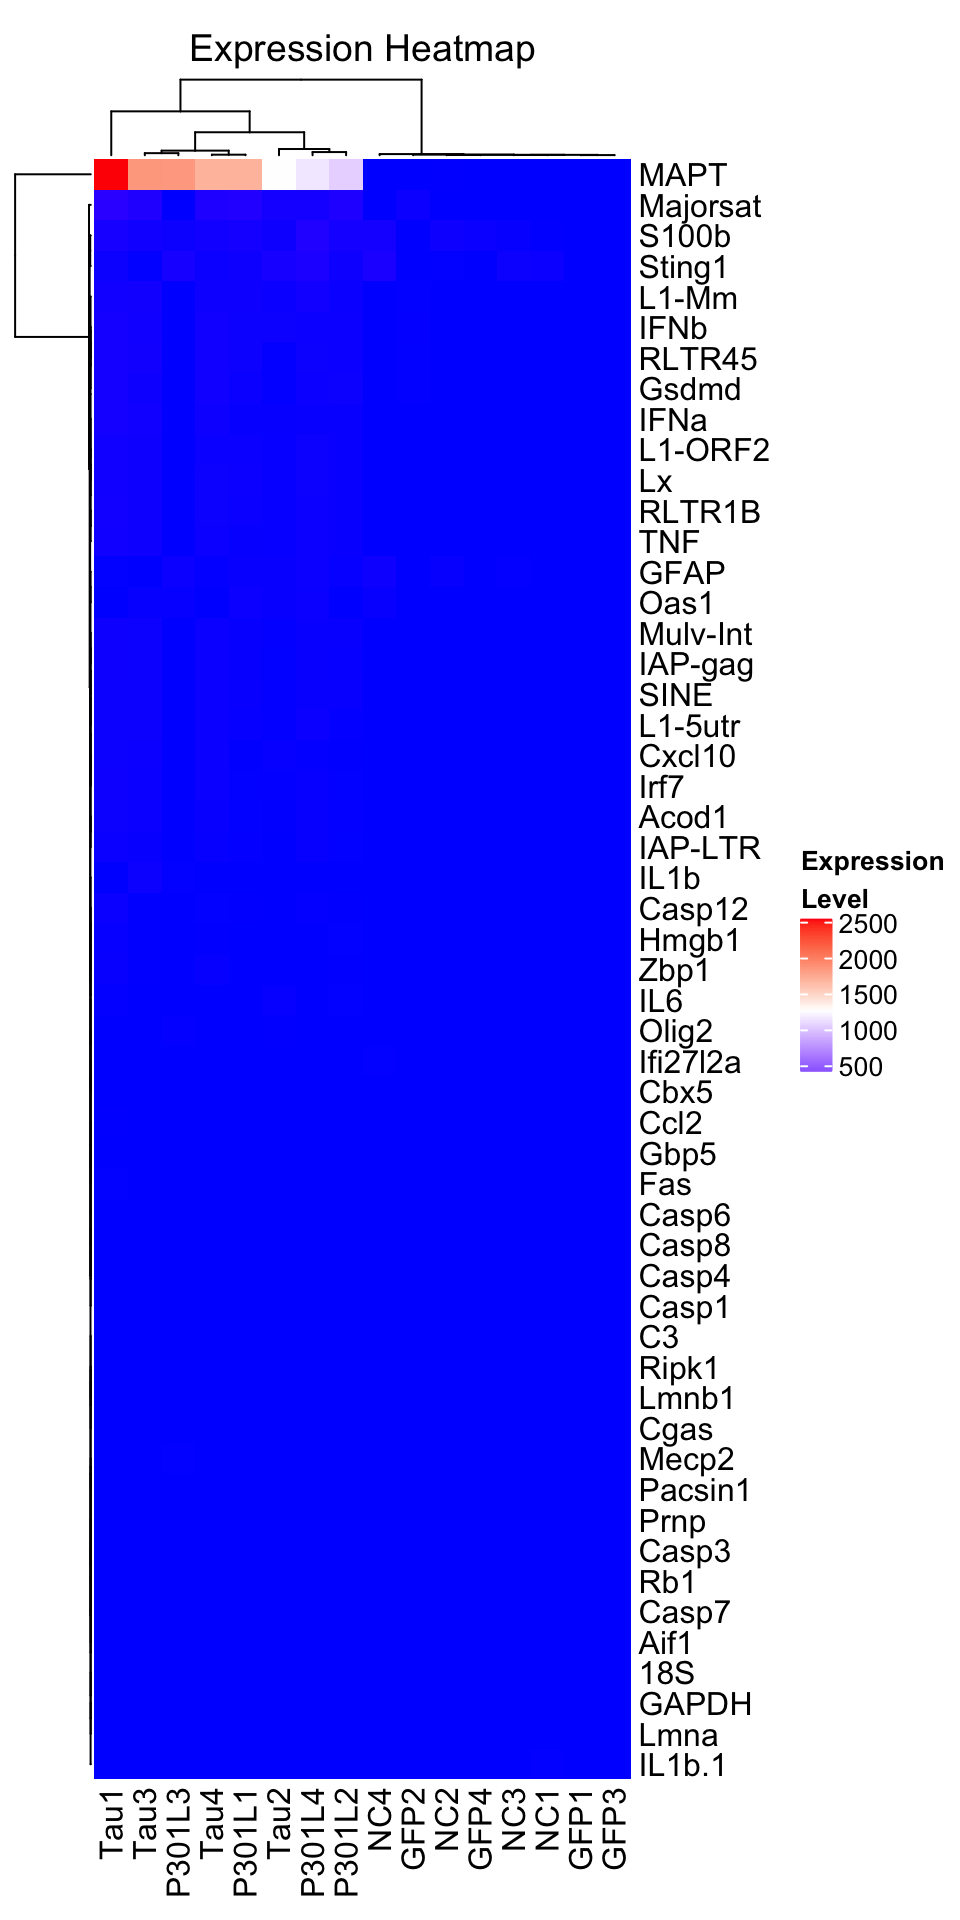 Expression Heatmap
MAPT
Majorsat
S100b
Sting1
L1-Mm
IFNb
RLTR45
Gsdmd
IFNa
L1-ORF2
Lx
RLTR1B
TNF
GFAP
Oas1
Mulv-Int
IAP-gag
SINE
L1-5utr
Cxcl10
Irf7
Acod1
IAP-LTR
IL1b
Casp12
Hmgb1
Zbp1
IL6
Olig2
Ifi27l2a
Cbx5
Ccl2
Gbp5
Fas
Casp6
Casp8
Casp4
Casp1
C3
Ripk1
Lmnb1
Cgas
Mecp2
Pacsin1
Prnp
Casp3
Rb1
Casp7
Aif1
18S
GAPDH
Lmna
IL1b.1
Expression
Level
2500
2000
1500
1000
500
Tau1
Tau3
P301L3
Tau4
P301L1
Tau2
P301L4
P301L2
NC4
GFP2
NC2
GFP4
NC3
NC1
GFP1
GFP3